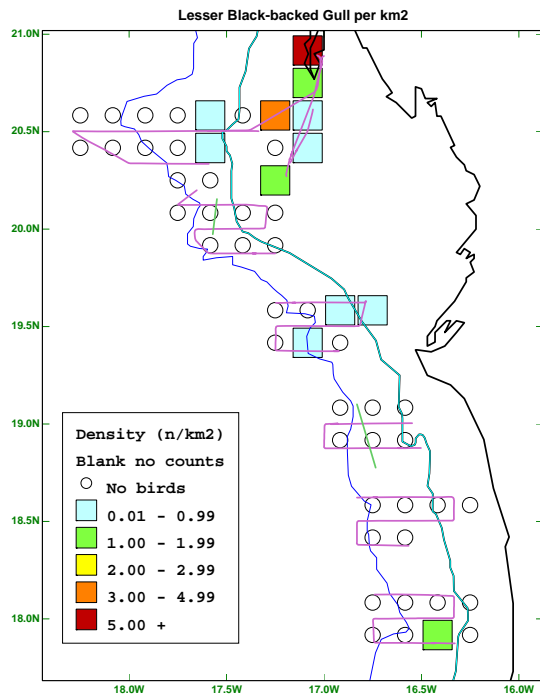 Lesser Black-backed Gull per km2
21.0N
20.5N
20.0N
19.5N
19.0N
18.5N
18.0N
Density (n/km2)
Blank no counts
No birds
0.01 - 0.99
1.00 - 1.99
2.00 - 2.99
3.00 - 4.99
5.00 +
18.0W 17.5W 17.0W 16.5W 16.0W